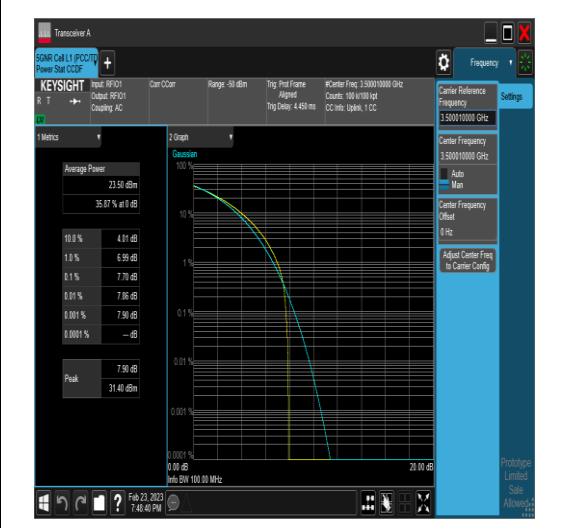 Transceiver A
5GNR Cell L1 (PCC/TD
Power Stat CCDF
Frequency
KEYSIGHT
R T
Input: RFIO1
Output: RFIO1
Coupling: AC
Corr CCorr
Range: -50 dBm
Trig: Prot Frame
Aligned
Trig Delay: 4.450 ms
#Center Freq: 3.500010000 GHz
Counts: 100 k/100 kpt
CC Info: Uplink, 1 CC
Carrier Reference
Frequency
3.500010000 GHz
Settings
1 Metrics
2 Graph
Gaussian
Center Frequency
3.500010000 GHz
Auto
Man
Center Frequency
Offset
0 Hz
Adjust Center Freq
to Carrier Config
Average Power
23.50 dBm
35.87 % at 0 dB
10.0 % 4.01 dB
1.0 % 6.99 dB
0.1 % 7.70 dB
0.01 % 7.86 dB
0.001 % 7.90 dB
0.0001 % --- dB
Peak
7.90 dB
31.40 dBm
100 %
10 %
1 %
0.1 %
0.01 %
0.001 %
0.0001 %
0.00 dB
20.00 dB
Info BW 100.00 MHz
Prototype
Limited
Sale
Allowed
Feb 23, 2023
7:48:40 PM